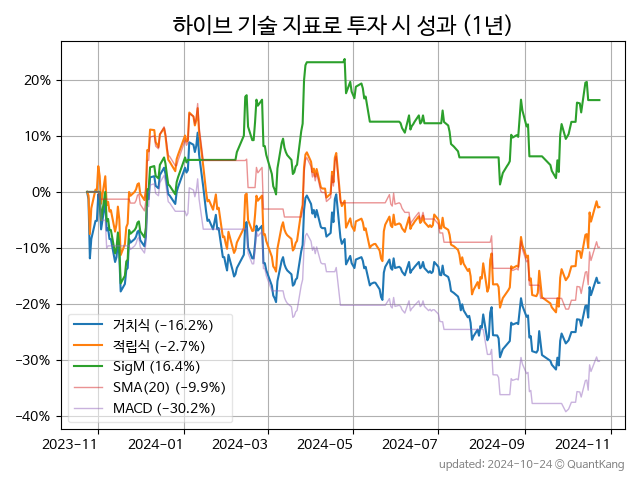 하이브 기술 지표로 투자 시 성과 (1년)
20%
10%
0%
−10%
−20%
−30%
−40%
거치식 (−16.2%)
적립식 (−2.7%)
SigM (16.4%)
SMA(20) (−9.9%)
MACD (−30.2%)
2023−11 2024−01 2024−03 2024−05 2024−07 2024−09 2024−11
updated: 2024−10−24 © QuantKang